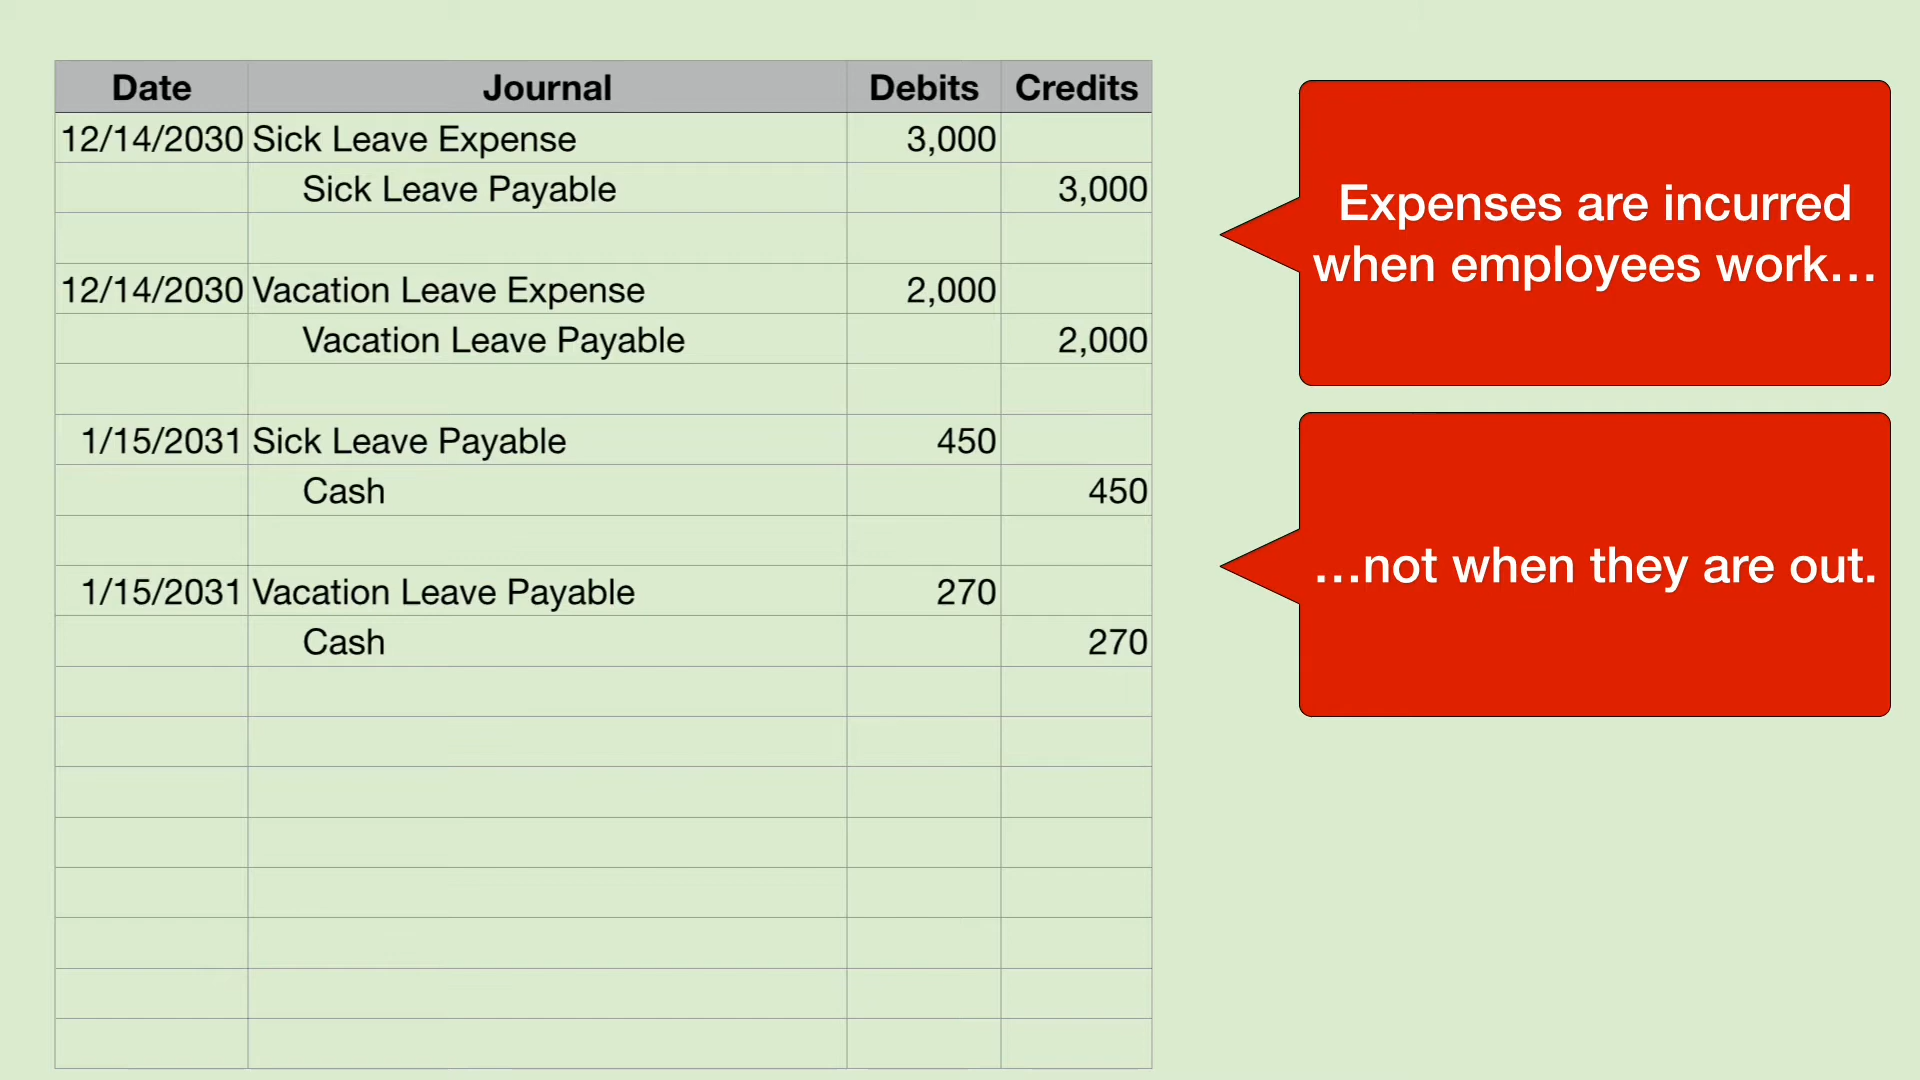 Date Journal Debits Credits
12/14/2030 Sick Leave Expense 3,000
Sick Leave Payable 3,000
12/14/2030 Vacation Leave Expense 2,000
Vacation Leave Payable 2,000
1/15/2031 Sick Leave Payable 450
Cash 450
1/15/2031 Vacation Leave Payable 270
Cash 270
Expenses are incurred
when employees work…
…not when they are out.